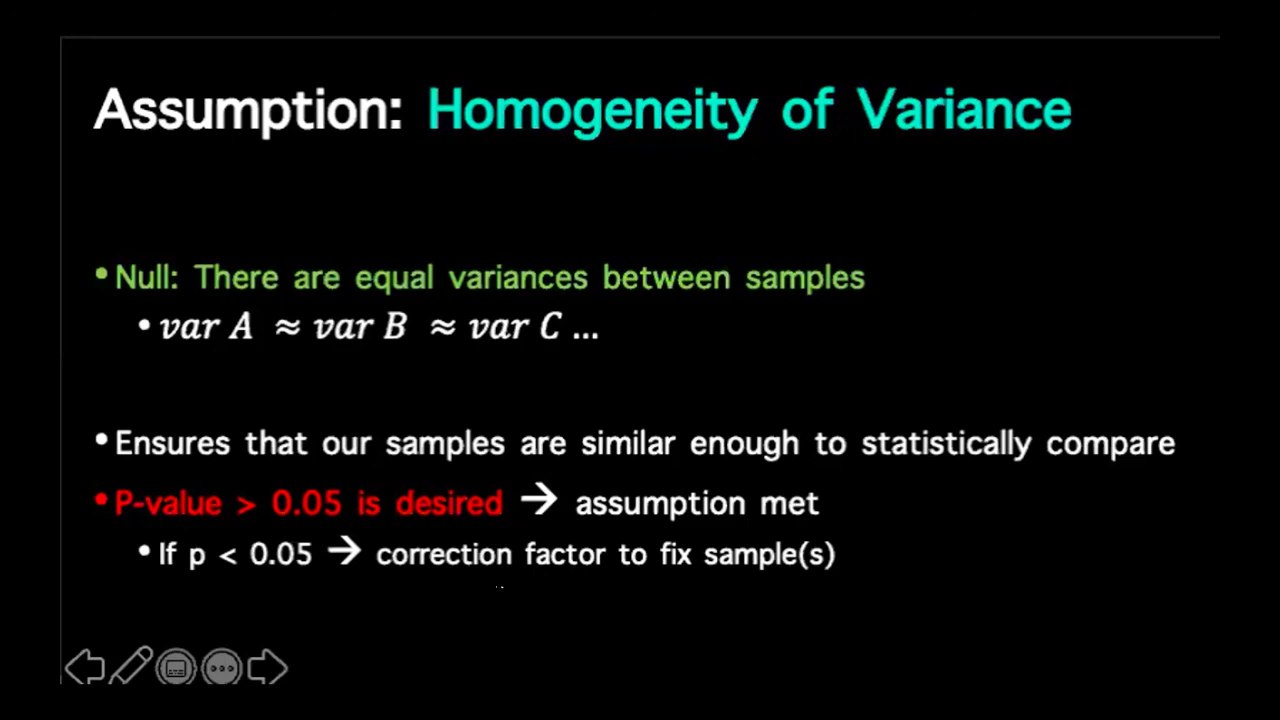 Assumption: Homogeneity of Variance
• Null: There are equal variances between samples
• var A ≈ var B ≈ var C ...
• Ensures that our samples are similar enough to statistically compare
• P-value > 0.05 is desired → assumption met
• If p < 0.05 → correction factor to fix sample(s)